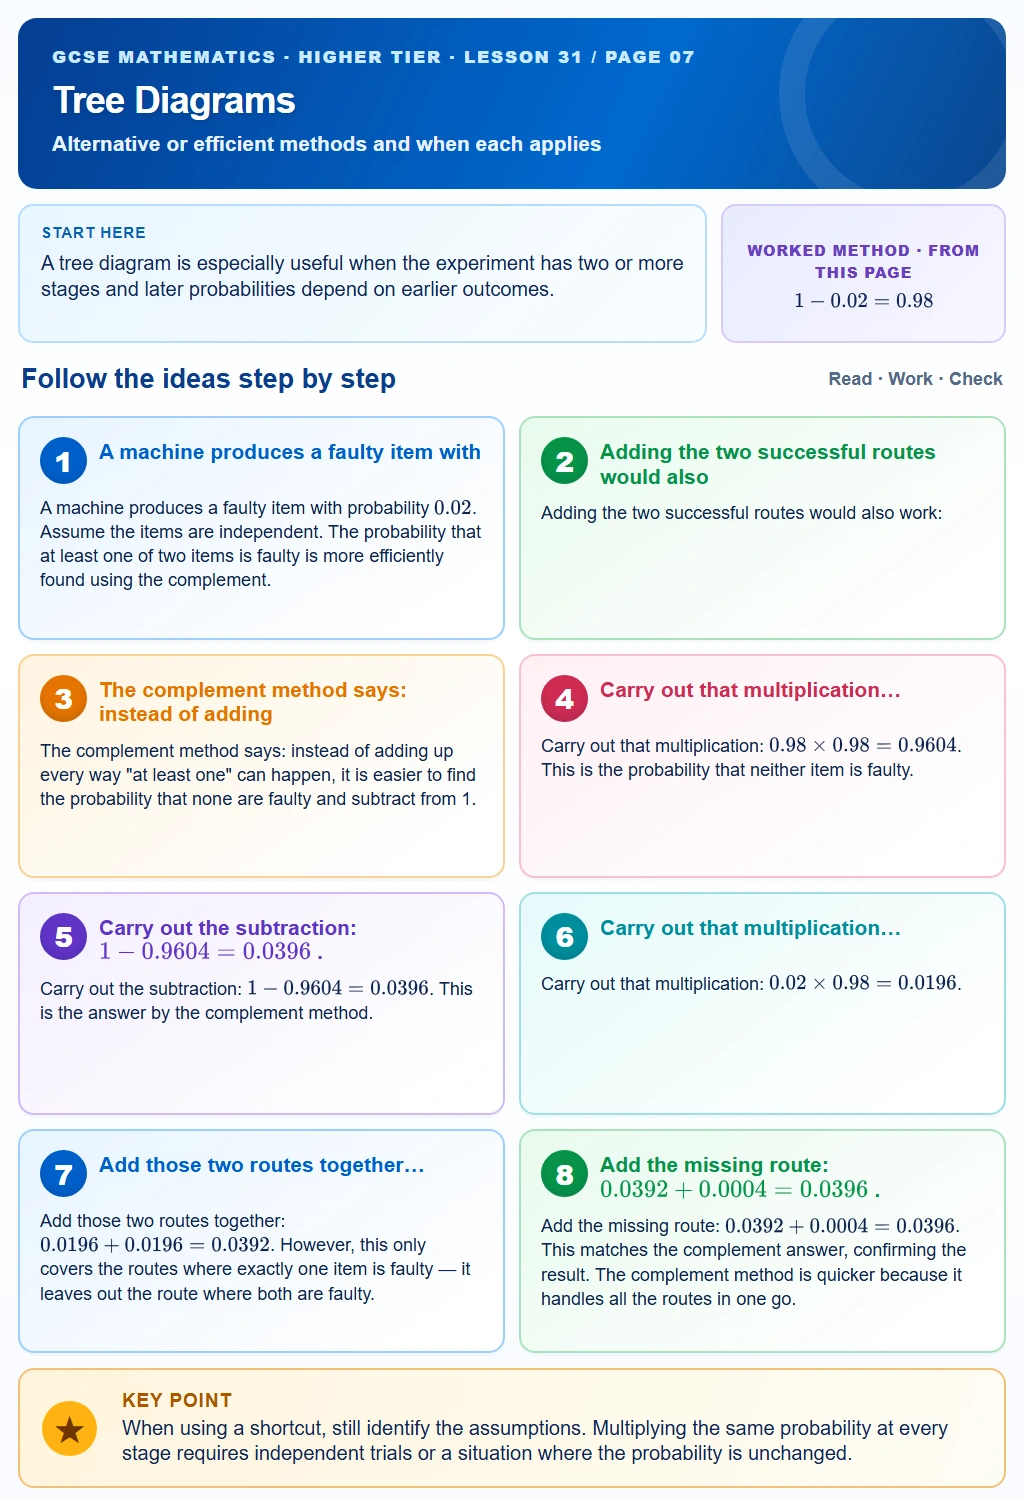 GCSE MATHEMATICS · HIGHER TIER · LESSON 31 / PAGE 07
Tree Diagrams
Alternative or efficient methods and when each applies
START HERE
A tree diagram is especially useful when the experiment has two or more
stages and later probabilities depend on earlier outcomes.
WORKED METHOD · FROM
THIS PAGE
1 − 0.02 = 0.98
Follow the ideas step by step
Read · Work · Check
1
A machine produces a faulty item with
A machine produces a faulty item with probability 0.02.
Assume the items are independent. The probability that
at least one of two items is faulty is more efficiently
found using the complement.
2
Adding the two successful routes
would also
Adding the two successful routes would also work:
3
The complement method says:
instead of adding
The complement method says: instead of adding up
every way "at least one" can happen, it is easier to find
the probability that none are faulty and subtract from 1.
4
Carry out that multiplication…
Carry out that multiplication: 0.98 × 0.98 = 0.9604.
This is the probability that neither item is faulty.
5
Carry out the subtraction:
1 − 0.9604 = 0.0396 .
Carry out the subtraction: 1 − 0.9604 = 0.0396. This
is the answer by the complement method.
6
Carry out that multiplication…
Carry out that multiplication: 0.02 × 0.98 = 0.0196.
7
Add those two routes together…
Add those two routes together:
0.0196 + 0.0196 = 0.0392. However, this only
covers the routes where exactly one item is faulty — it
leaves out the route where both are faulty.
8
Add the missing route:
0.0392 + 0.0004 = 0.0396 .
Add the missing route: 0.0392 + 0.0004 = 0.0396.
This matches the complement answer, confirming the
result. The complement method is quicker because it
handles all the routes in one go.
KEY POINT
When using a shortcut, still identify the assumptions. Multiplying the same probability at every
stage requires independent trials or a situation where the probability is unchanged.